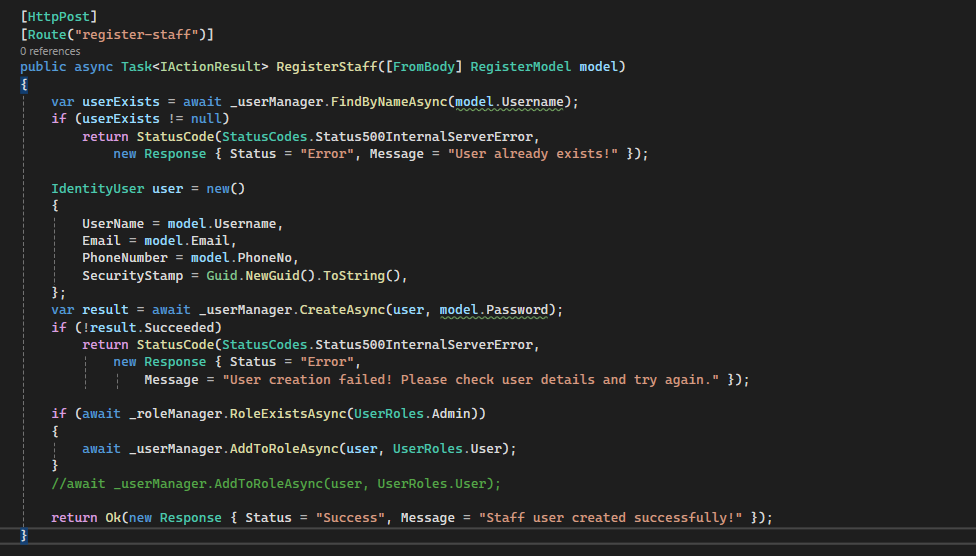 [HttpPost]
[Route("register-staff")]
0 references
public async Task<IActionResult> RegisterStaff([FromBody] RegisterModel model)
{
var userExists = await _userManager.FindByNameAsync(model.Username);
if (userExists != null)
return StatusCode(StatusCodes.Status500InternalServerError,
new Response { Status = "Error", Message = "User already exists!" });
IdentityUser user = new()
{
UserName = model.Username,
Email = model.Email,
PhoneNumber = model.PhoneNo,
SecurityStamp = Guid.NewGuid().ToString(),
};
var result = await _userManager.CreateAsync(user, model.Password);
if (!result.Succeeded)
return StatusCode(StatusCodes.Status500InternalServerError,
new Response { Status = "Error",
Message = "User creation failed! Please check user details and try again." });
if (await _roleManager.RoleExistsAsync(UserRoles.Admin))
{
await _userManager.AddToRoleAsync(user, UserRoles.User);
}
//await _userManager.AddToRoleAsync(user, UserRoles.User);
return Ok(new Response { Status = "Success", Message = "Staff user created successfully!" });
}